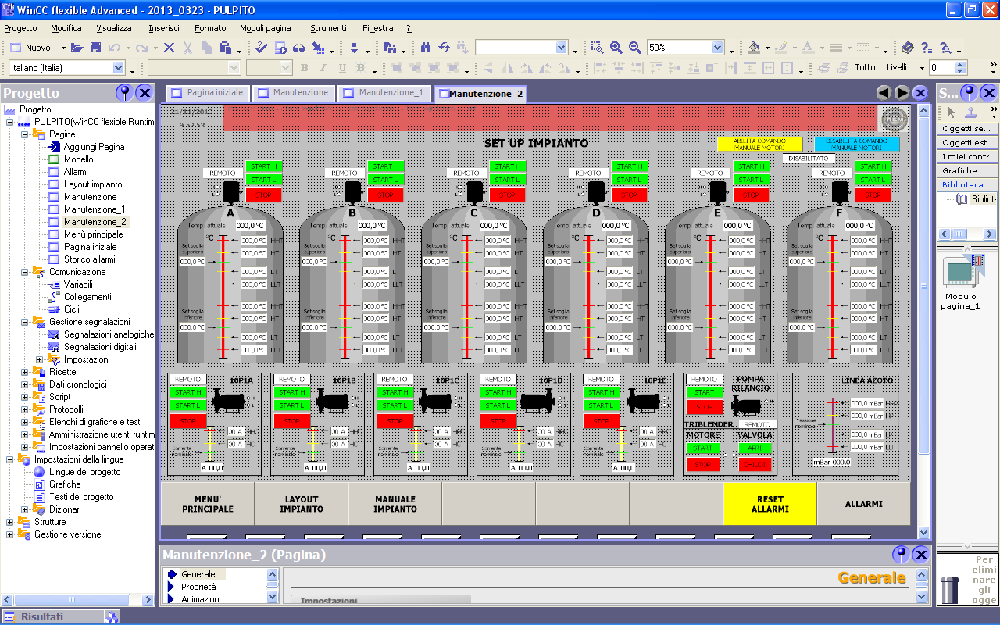 WinCC flexible Advanced - 2013_0323 - PULPITO
Progetto Modifica Visualizza Inserisci Formato Moduli pagina Strumenti Finestra ?
Nuovo 50%
Italiano (Italia) B I U B Tutto Livelli 0
Progetto
Progetto
PULPITO(WinCC flexible Runtim
Pagine
Aggiungi Pagina
Modello
Allarmi
Layout impianto
Manutenzione
Manutenzione_1
Manutenzione_2
Menù principale
Pagina iniziale
Storico allarmi
Comunicazione
Variabili
Collegamenti
Cicli
Gestione segnalazioni
Segnalazioni analogiche
Segnalazioni digitali
Impostazioni
Ricette
Dati cronologici
Script
Protocolli
Elenchi di grafiche e testi
Amministrazione utenti runtim
Impostazioni pannello operat
Impostazioni della lingua
Lingue del progetto
Grafiche
Testi del progetto
Dizionari
Strutture
Gestione versione
Risultati
Pagina iniziale Manutenzione Manutenzione_1 Manutenzione_2
21/11/2013
9.52.52
SET UP IMPIANTO
ABILITA COMANDO
MANUALE MOTORI
DISABILITA COMANDO
MANUALE MOTORI
DISABILITATO
REMOTO START H START L STOP
REMOTO START H START L STOP
REMOTO START H START L STOP
REMOTO START H START L STOP
REMOTO START H START L STOP
REMOTO START H START L STOP
A B C D E F
Temp. attuale 000,0 °C Temp. attuale 000,0 °C Temp. attuale 000,0 °C Temp. attuale 000,0 °C Temp. attuale 000,0 °C Temp. attuale 000,0 °C
°C °C °C °C °C °C
000,0 °C HHT 000,0 °C HHT 000,0 °C HHT 000,0 °C HHT 000,0 °C HHT 000,0 °C HHT
Set soglia superiore Set soglia superiore Set soglia superiore Set soglia superiore Set soglia superiore Set soglia superiore
000,0 °C HT 000,0 °C HT 000,0 °C HT 000,0 °C HT 000,0 °C HT 000,0 °C HT
000,0 °C 000,0 °C 000,0 °C 000,0 °C 000,0 °C 000,0 °C
000,0 °C LT 000,0 °C LT 000,0 °C LT 000,0 °C LT 000,0 °C LT 000,0 °C LT
000,0 °C LLT 000,0 °C LLT 000,0 °C LLT 000,0 °C LLT 000,0 °C LLT 000,0 °C LLT
000,0 °C HHT 000,0 °C HHT 000,0 °C HHT 000,0 °C HHT 000,0 °C HHT 000,0 °C HHT
Set soglia inferiore Set soglia inferiore Set soglia inferiore Set soglia inferiore Set soglia inferiore Set soglia inferiore
000,0 °C HT 000,0 °C HT 000,0 °C HT 000,0 °C HT 000,0 °C HT 000,0 °C HT
000,0 °C 000,0 °C 000,0 °C 000,0 °C 000,0 °C 000,0 °C
000,0 °C LT 000,0 °C LT 000,0 °C LT 000,0 °C LT 000,0 °C LT 000,0 °C LT
000,0 °C LLT 000,0 °C LLT 000,0 °C LLT 000,0 °C LLT 000,0 °C LLT 000,0 °C LLT
REMOTO 10P1A REMOTO 10P1B REMOTO 10P1C REMOTO 10P1D REMOTO 10P1E
START H START H START H START H START H
START L START L START L START L START L
STOP STOP STOP STOP STOP
00 A HHC 00 A HHC 00 A HHC 00 A HHC 00 A HHC
00 A HC 00 A HC 00 A HC 00 A HC 00 A HC
Corrente nominale Corrente nominale Corrente nominale Corrente nominale Corrente nominale
A 00,0 A 00,0 A 00,0 A 00,0 A 00,0
REMOTO POMPA
RILANCIO
START
STOP
TRIBLENDER REMOTO
MOTORE VALVOLA
START APRI
STOP CHIUDI
LINEA AZOTO
000,0 mBar HHP
000,0 mBar HP
Pressione nominale
000,0 mBar LP
000,0 mBar LLP
mBar 000,0
MENU'
PRINCIPALE
LAYOUT
IMPIANTO
MANUALE
IMPIANTO
RESET
ALLARMI
ALLARMI
Manutenzione_2 (Pagina)
Generale
Proprietà
Animazioni
Generale
Impostazioni
S...
Oggetti se...
Oggetti est...
I miei contr...
Grafiche
Biblioteca
Bibliote
Modulo
pagina_1
Per
elimi
nare
gli
ogge